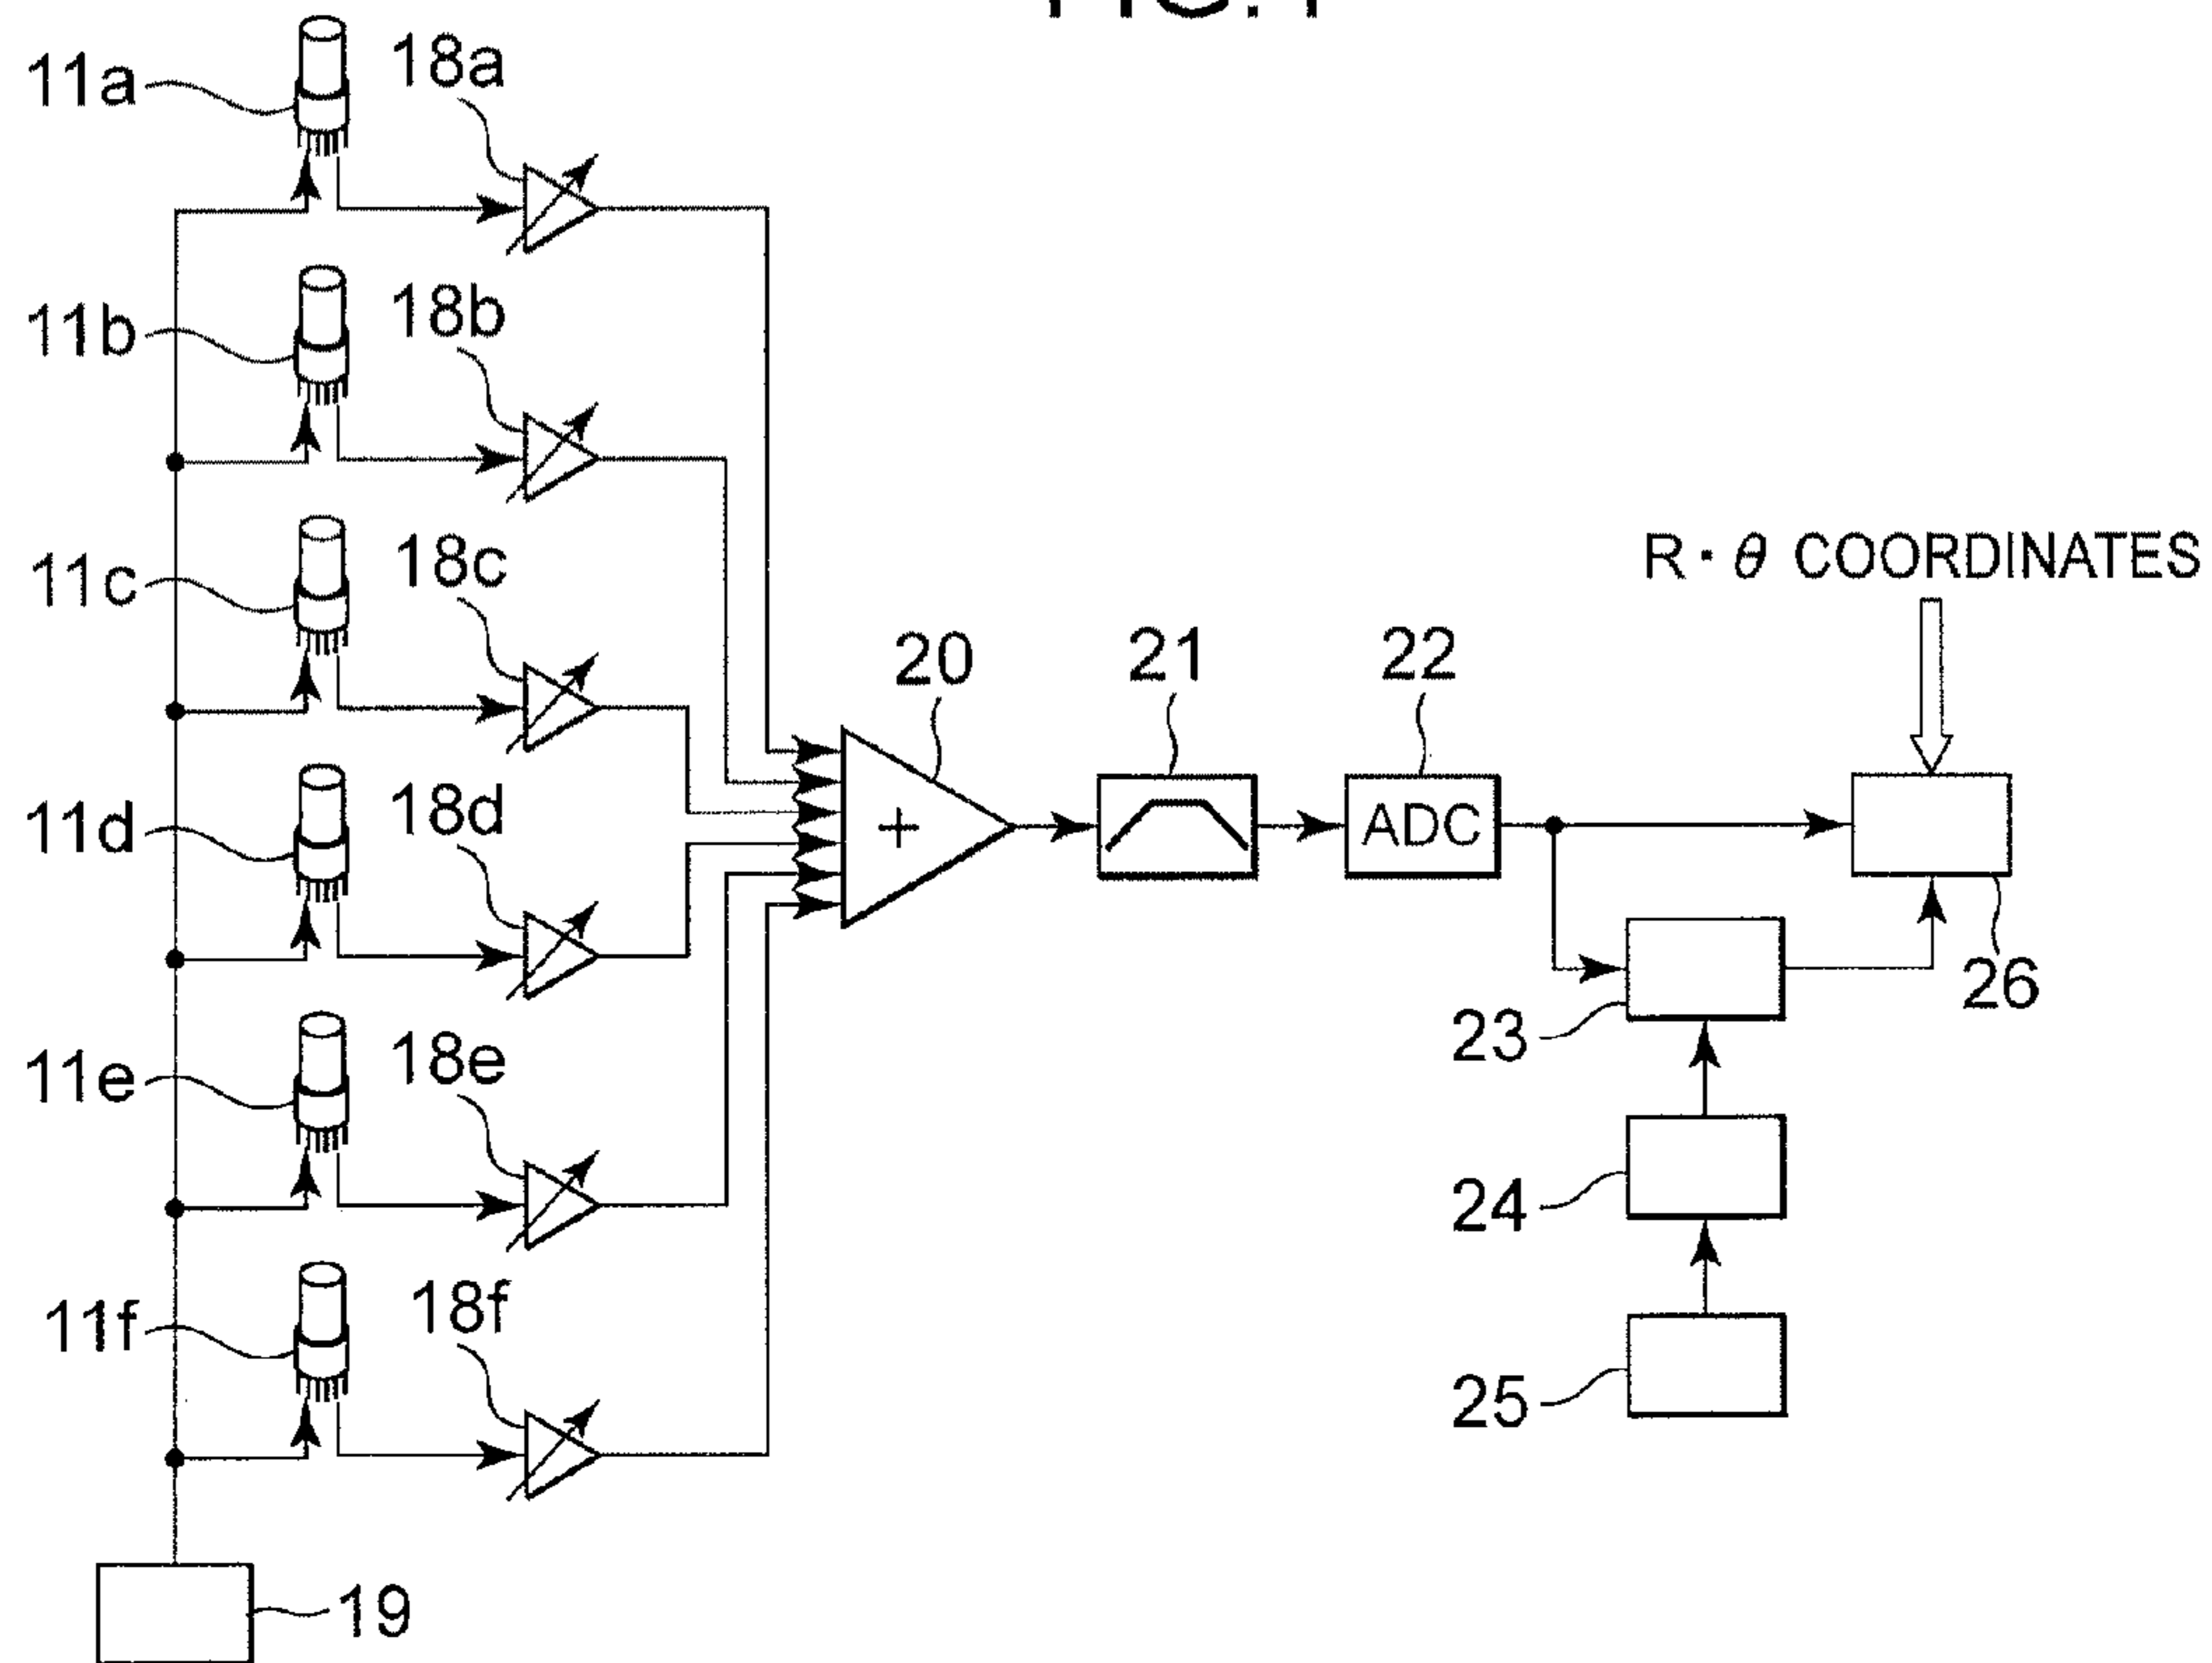 11a
18a
11b
18b
11c
18c
11d
18d
11e
18e
11f
18f
19
20
+
21
22
ADC
R・θ COORDINATES
26
23
24
25